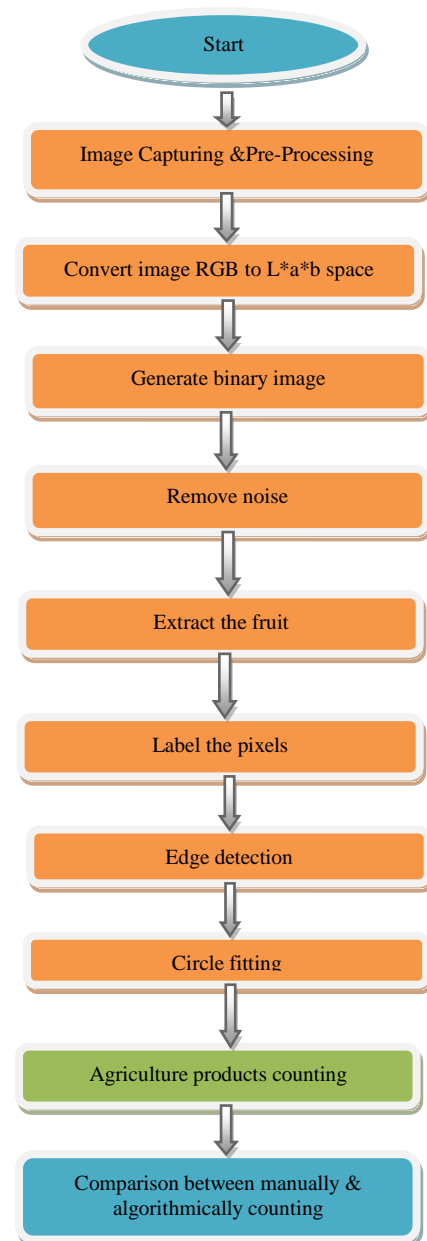 Start
Image Capturing &Pre-Processing
Convert image RGB to L*a*b space
Generate binary image
Remove noise
Extract the fruit
Label the pixels
Edge detection
Circle fitting
Agriculture products counting
Comparison between manually &
algorithmically counting